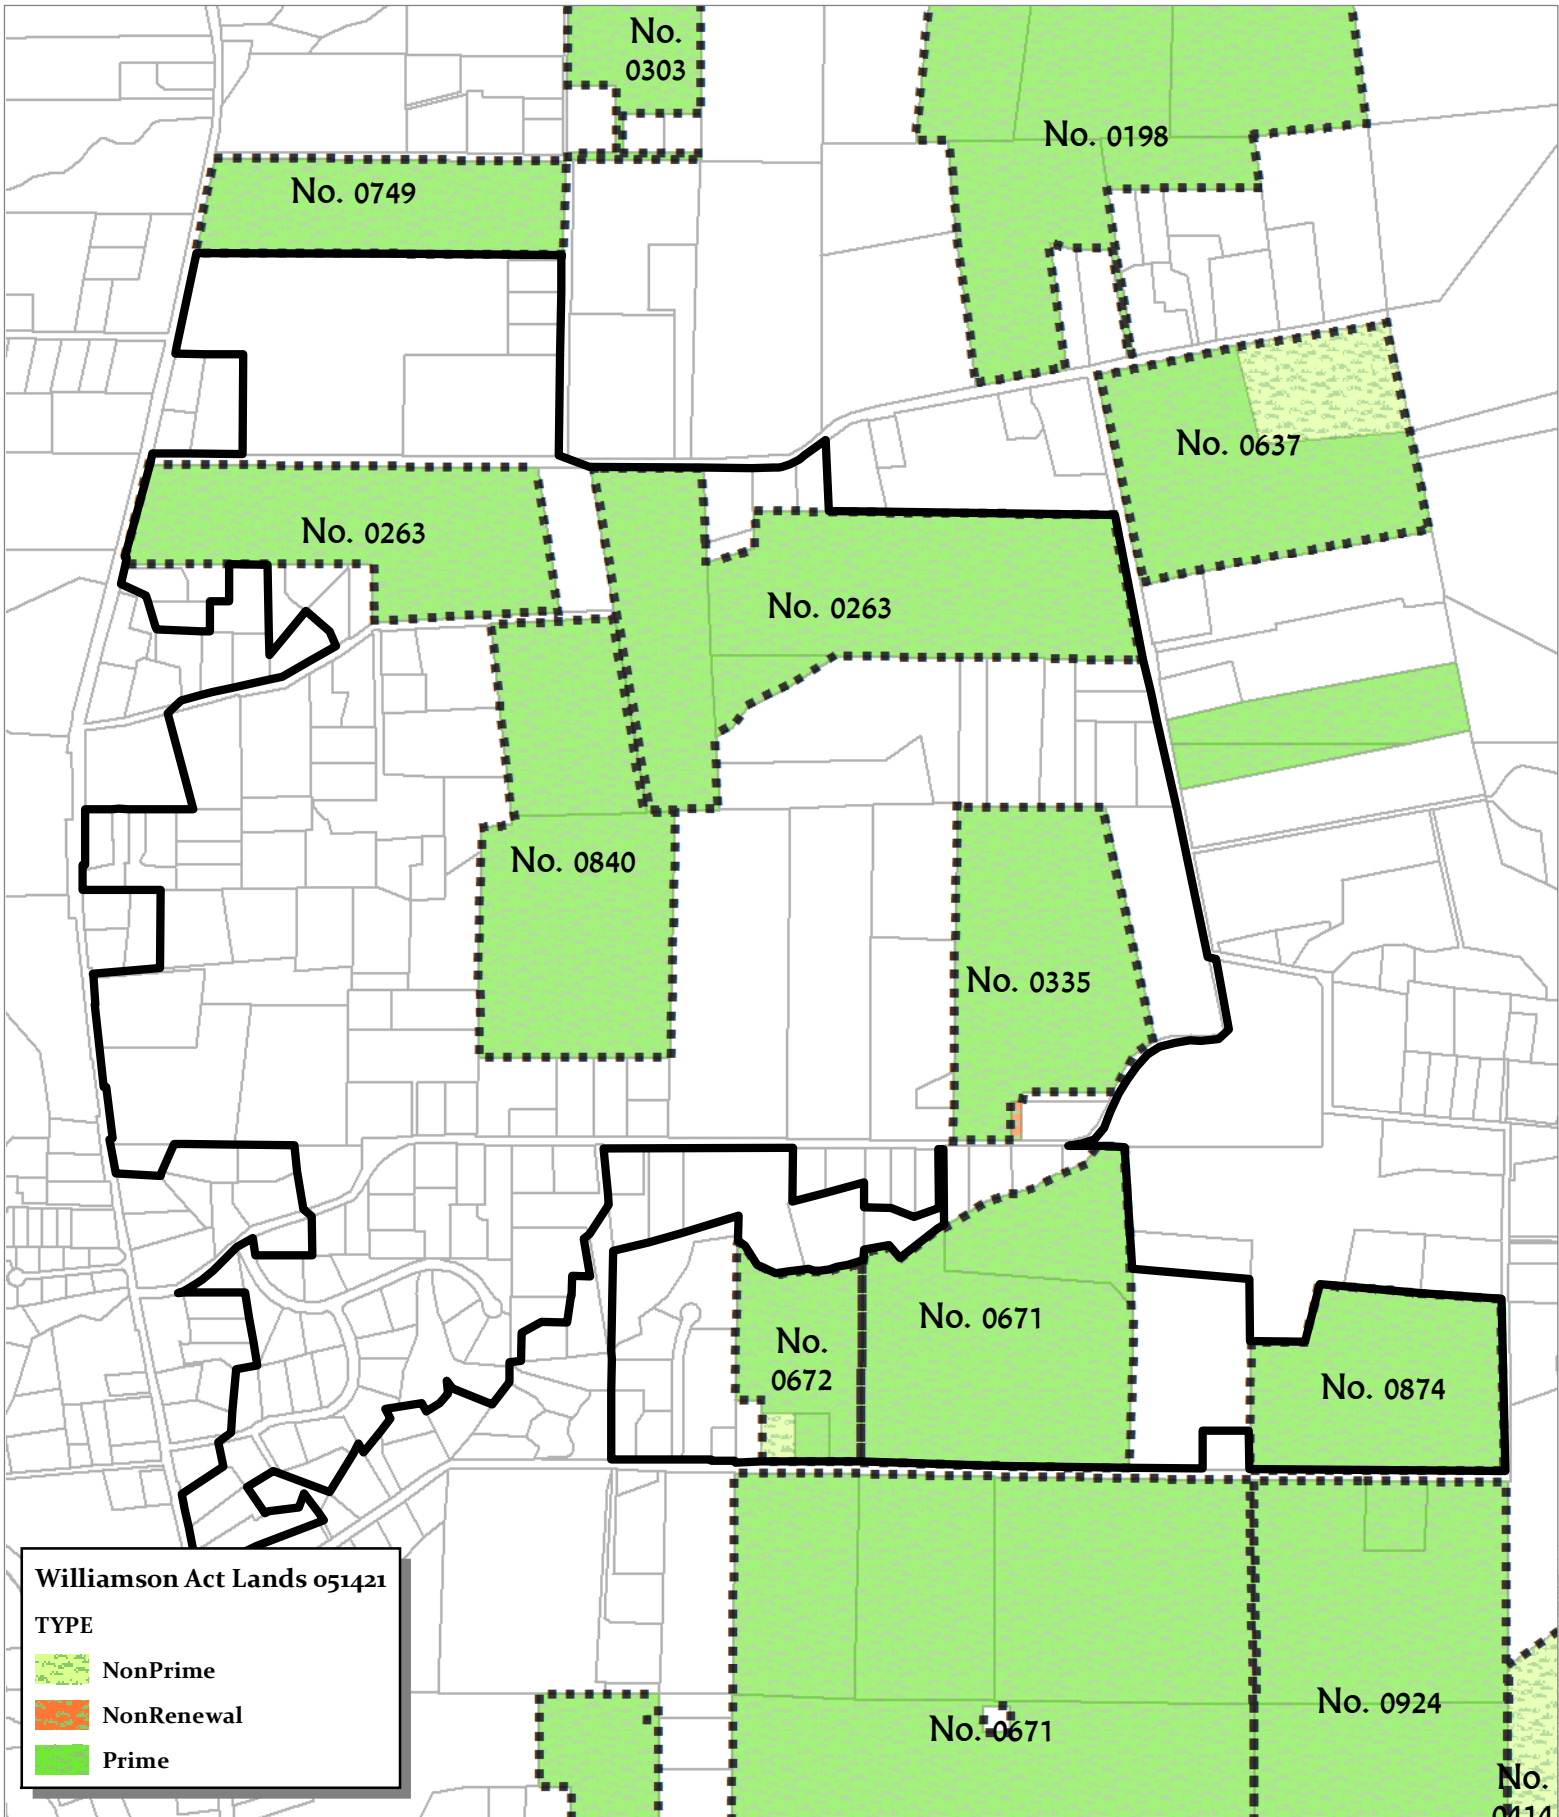 No.
0303
No. 0198
No. 0749
No. 0637
No. 0263
No. 0263
No. 0840
No. 0335
No. 0671
No.
0672
No. 0874
Williamson Act Lands 051421
TYPE
NonPrime
NonRenewal
Prime
No. 0924
No. 0671
No.
0414